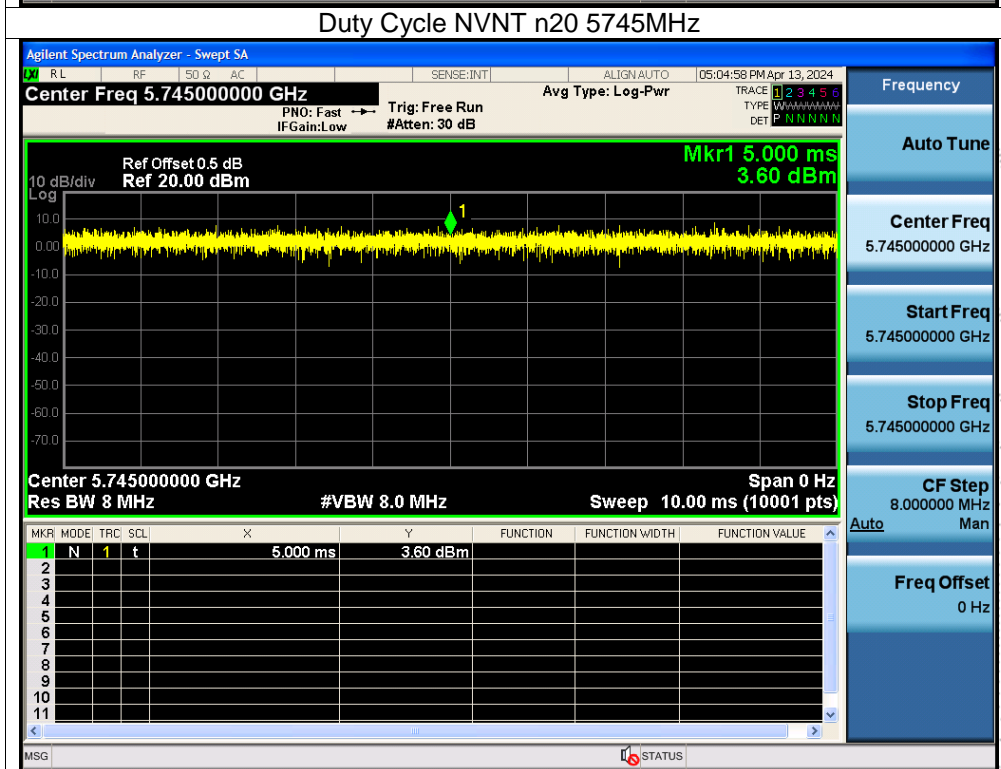 Duty Cycle NVNT n20 5745MHz
Agilent Spectrum Analyzer - Swept SA
LXI RL RF 50 Ω AC SENSE:INT ALIGN AUTO 05:04:58 PM Apr 13, 2024
Center Freq 5.745000000 GHz
PNO: Fast
IFGain:Low
Trig: Free Run
#Atten: 30 dB
Avg Type: Log-Pwr
TRACE 1 2 3 4 5 6
TYPE WWWWWW
DET P N N N N N
Mkr1 5.000 ms
3.60 dBm
Ref Offset 0.5 dB
10 dB/div Ref 20.00 dBm
Log
10.0
0.00
-10.0
-20.0
-30.0
-40.0
-50.0
-60.0
-70.0
1
Center 5.745000000 GHz Span 0 Hz
Res BW 8 MHz #VBW 8.0 MHz Sweep 10.00 ms (10001 pts)
MKR MODE TRC SCL X Y FUNCTION FUNCTION WIDTH FUNCTION VALUE
1 N 1 t 5.000 ms 3.60 dBm
2
3
4
5
6
7
8
9
10
11
MSG STATUS
Frequency
Auto Tune
Center Freq
5.745000000 GHz
Start Freq
5.745000000 GHz
Stop Freq
5.745000000 GHz
CF Step
8.000000 MHz
Auto Man
Freq Offset
0 Hz